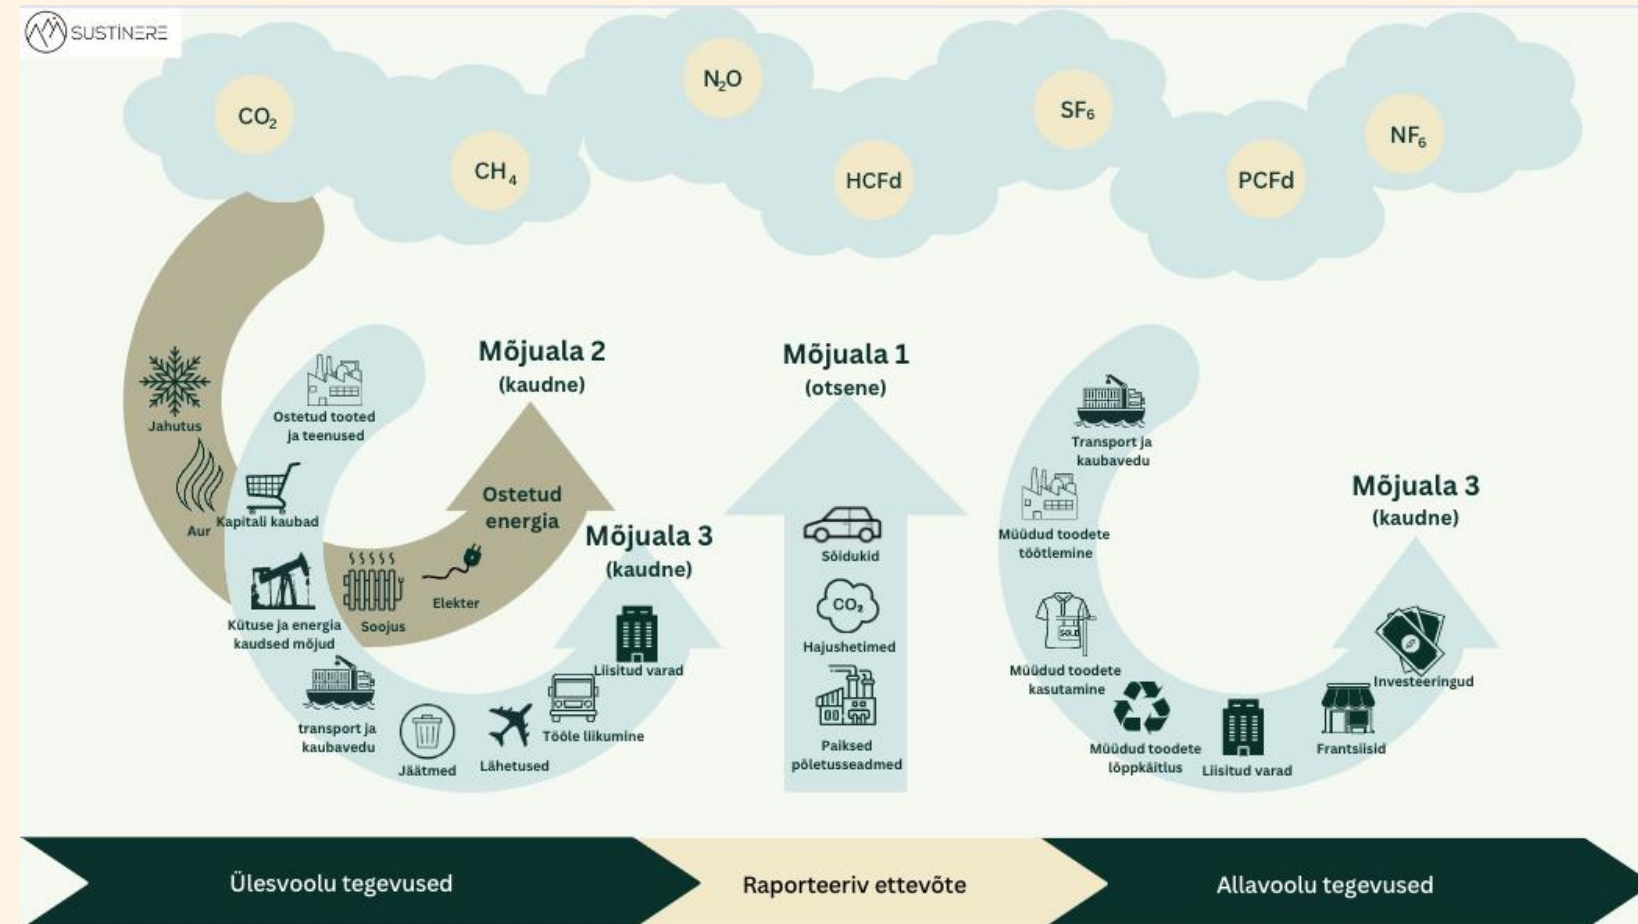 SUSTINERE
CO₂
CH₄
N₂O
HCFd
SF₆
PCFd
NF₆
Jahutus
Aur
Soojus
Elekter
Ostetud
energia
Mõjuala 2
(kaudne)
Ostetud tooted
ja teenused
Kapitali kaubad
Kütuse ja energia
kaudsed mõjud
transport ja
kaubavedu
Jäätmed
Lähetused
Tööle liikumine
Liisitud varad
Mõjuala 3
(kaudne)
Mõjuala 1
(otsene)
Sõidukid
CO₂
Hajushetimed
Paiksed
põletusseadmed
Transport ja
kaubavedu
Müüdud toodete
töötlemine
SOLD
Müüdud toodete
kasutamine
Müüdud toodete
lõppkäitlus
Liisitud varad
Frantsiisid
Investeeringud
Mõjuala 3
(kaudne)
Ülesvoolu tegevused
Raporteeriv ettevõte
Allavoolu tegevused